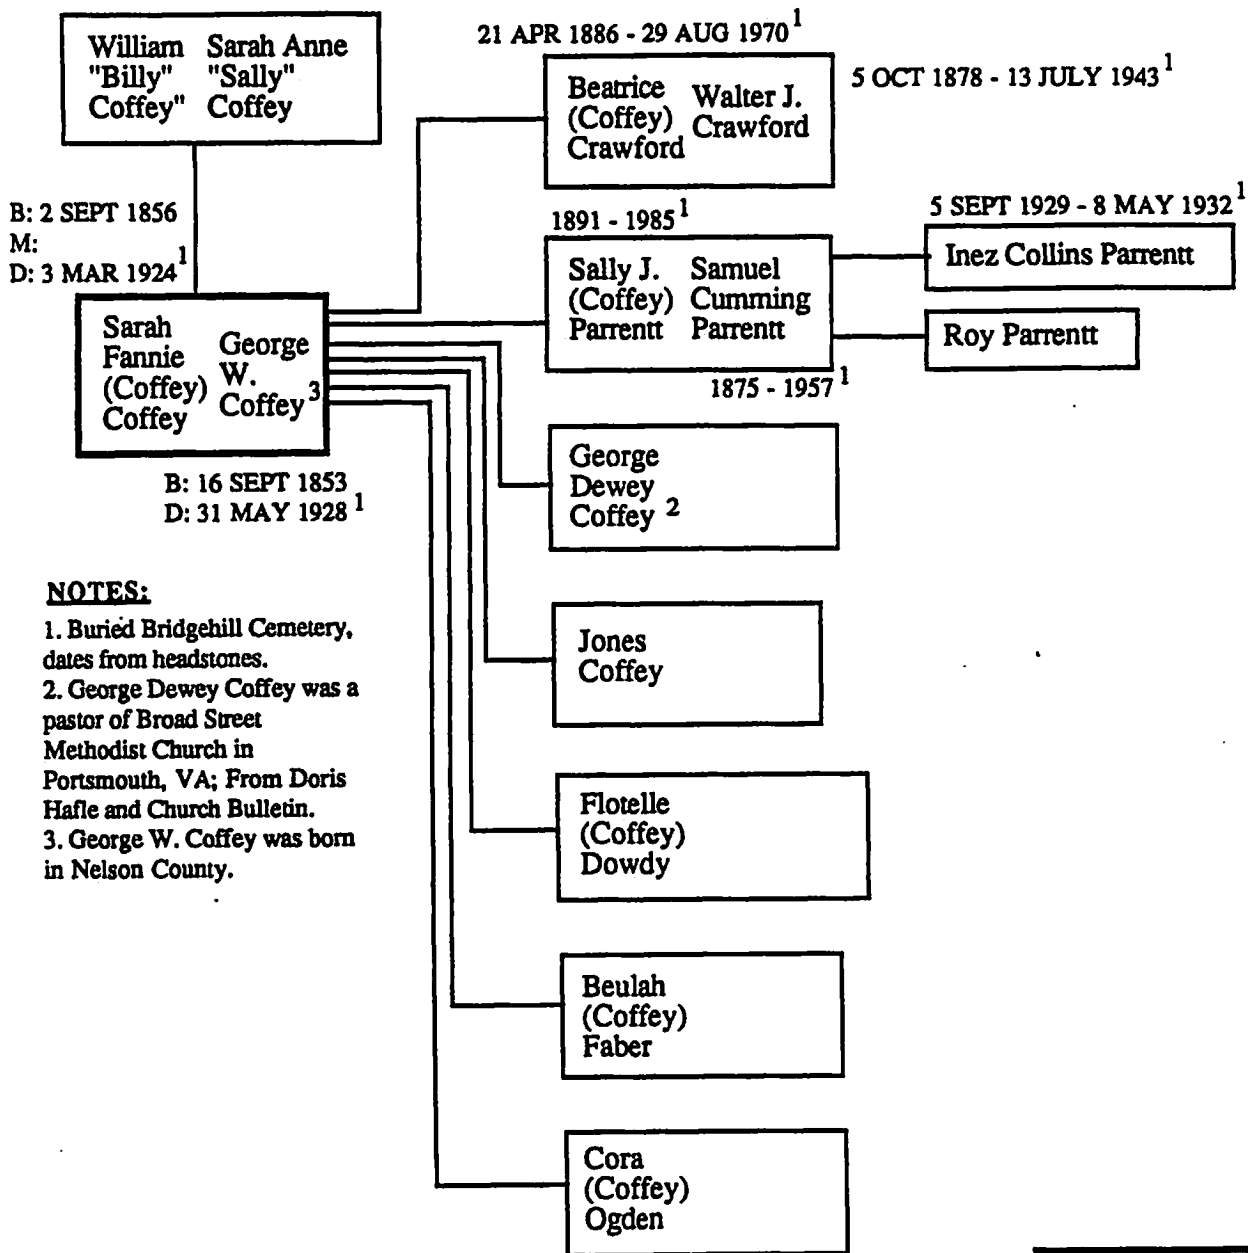 William Sarah Anne
"Billy" "Sally"
Coffey" Coffey
21 APR 1886 - 29 AUG 1970 1
Beatrice
(Coffey)
Crawford
Walter J.
Crawford
5 OCT 1878 - 13 JULY 1943 1
B: 2 SEPT 1856
M:
D: 3 MAR 1924 1
1891 - 1985 1
Sally J. Samuel
(Coffey) Cumming
Parrentt Parrentt
1875 - 1957 1
5 SEPT 1929 - 8 MAY 1932 1
Inez Collins Parrentt
Roy Parrentt
Sarah
Fannie
(Coffey)
Coffey
George
W.
Coffey 3
B: 16 SEPT 1853
D: 31 MAY 1928 1
George
Dewey
Coffey 2
Jones
Coffey
Flotelle
(Coffey)
Dowdy
Beulah
(Coffey)
Faber
Cora
(Coffey)
Ogden
NOTES:
1. Buried Bridgehill Cemetery,
dates from headstones.
2. George Dewey Coffey was a
pastor of Broad Street
Methodist Church in
Portsmouth, VA; From Doris
Hafle and Church Bulletin.
3. George W. Coffey was born
in Nelson County.